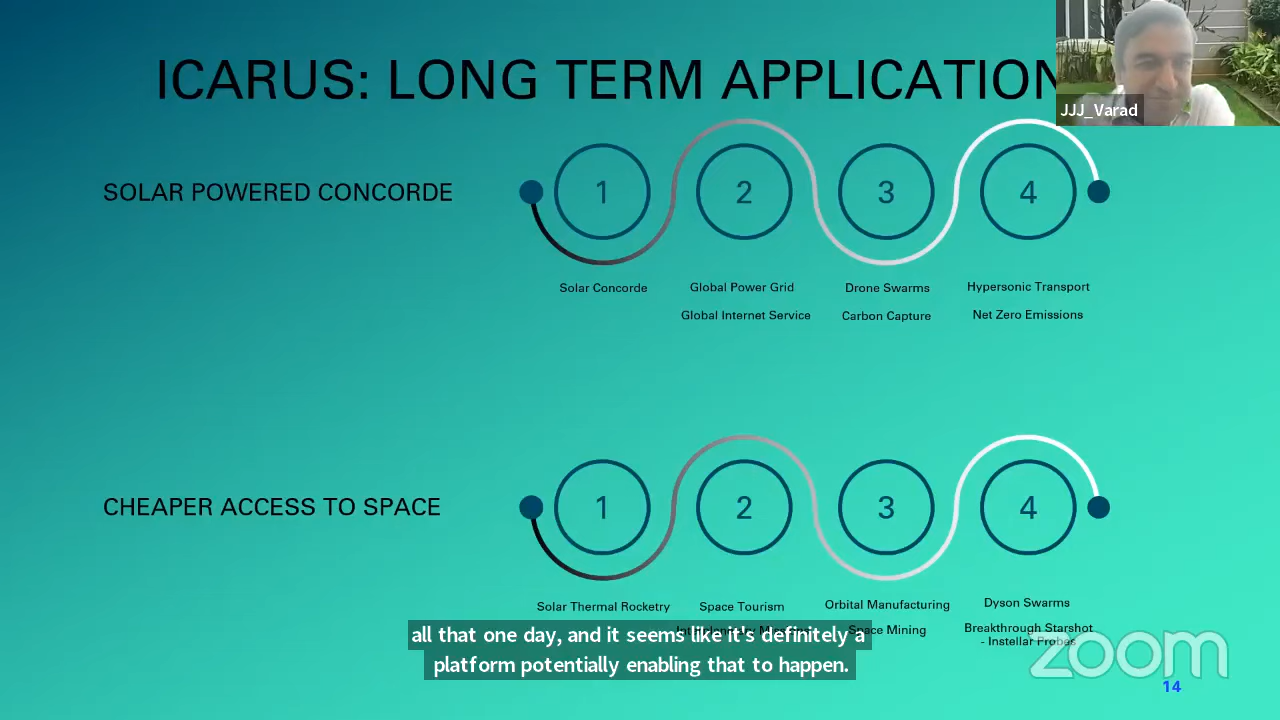 ICARUS: LONG TERM APPLICATION
JJJ_Varad
SOLAR POWERED CONCORDE
1 2 3 4
Solar Concorde Global Power Grid Drone Swarms Hypersonic Transport
Global Internet Service Carbon Capture Net Zero Emissions
CHEAPER ACCESS TO SPACE
1 2 3 4
Solar Thermal Rocketry Space Tourism Orbital Manufacturing Dyson Swarms
Space Mining Breakthrough Starshot
- Instellar Probes
all that one day, and it seems like it's definitely a
platform potentially enabling that to happen.
zoom
14